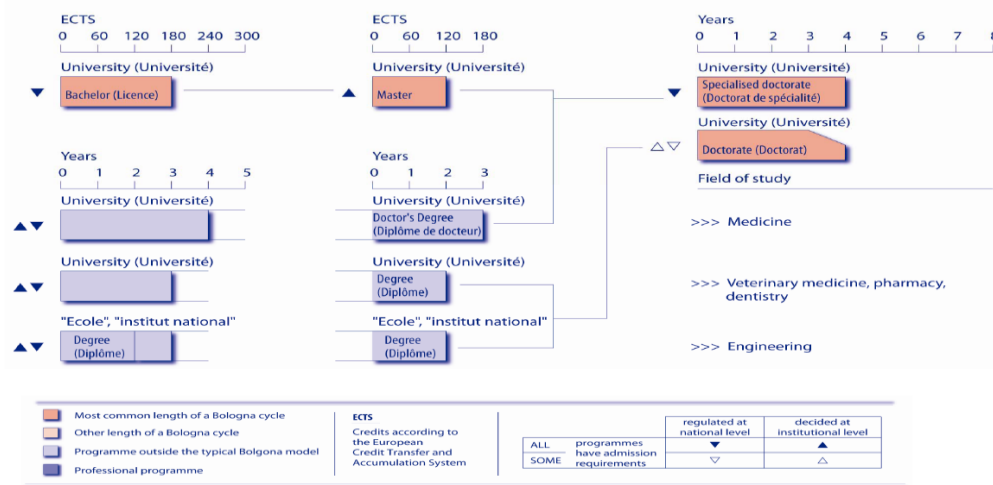 ECTS
0 60 120 180 240 300
ECTS
0 60 120 180
Years
0 1 2 3 4 5 6 7 8
University (Université)
Bachelor (Licence)
University (Université)
Master
University (Université)
Specialised doctorate
(Doctorat de spécialité)
University (Université)
Doctorate (Doctorat)
Field of study
Years
0 1 2 3 4 5
Years
0 1 2 3
University (Université)
University (Université)
Doctor's Degree
(Diplôme de docteur)
>>> Medicine
University (Université)
University (Université)
Degree
(Diplôme)
>>> Veterinary medicine, pharmacy,
dentistry
"Ecole", "institut national"
Degree
(Diplôme)
"Ecole", "institut national"
Degree
(Diplôme)
>>> Engineering
Most common length of a Bologna cycle
Other length of a Bologna cycle
Programme outside the typical Bolgona model
Professional programme
ECTS
Credits according to
the European
Credit Transfer and
Accumulation System
regulated at
national level
decided at
institutional level
ALL
SOME
programmes
have admission
requirements